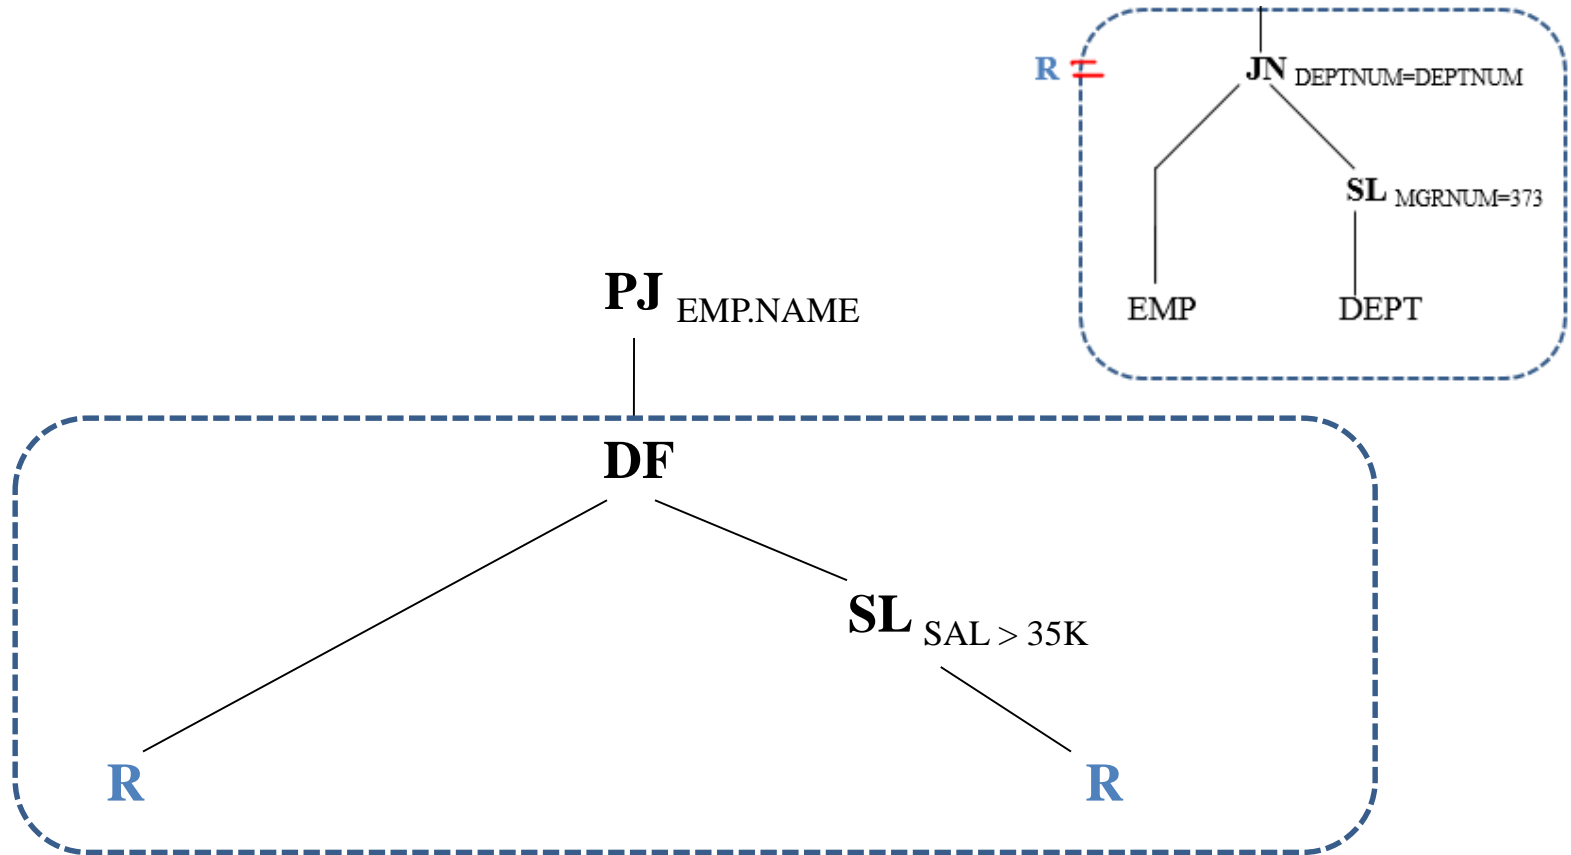 R = JN DEPTNUM=DEPTNUM
SL MGRNUM=373
EMP DEPT
PJ EMP.NAME
DF
SL SAL > 35K
R R